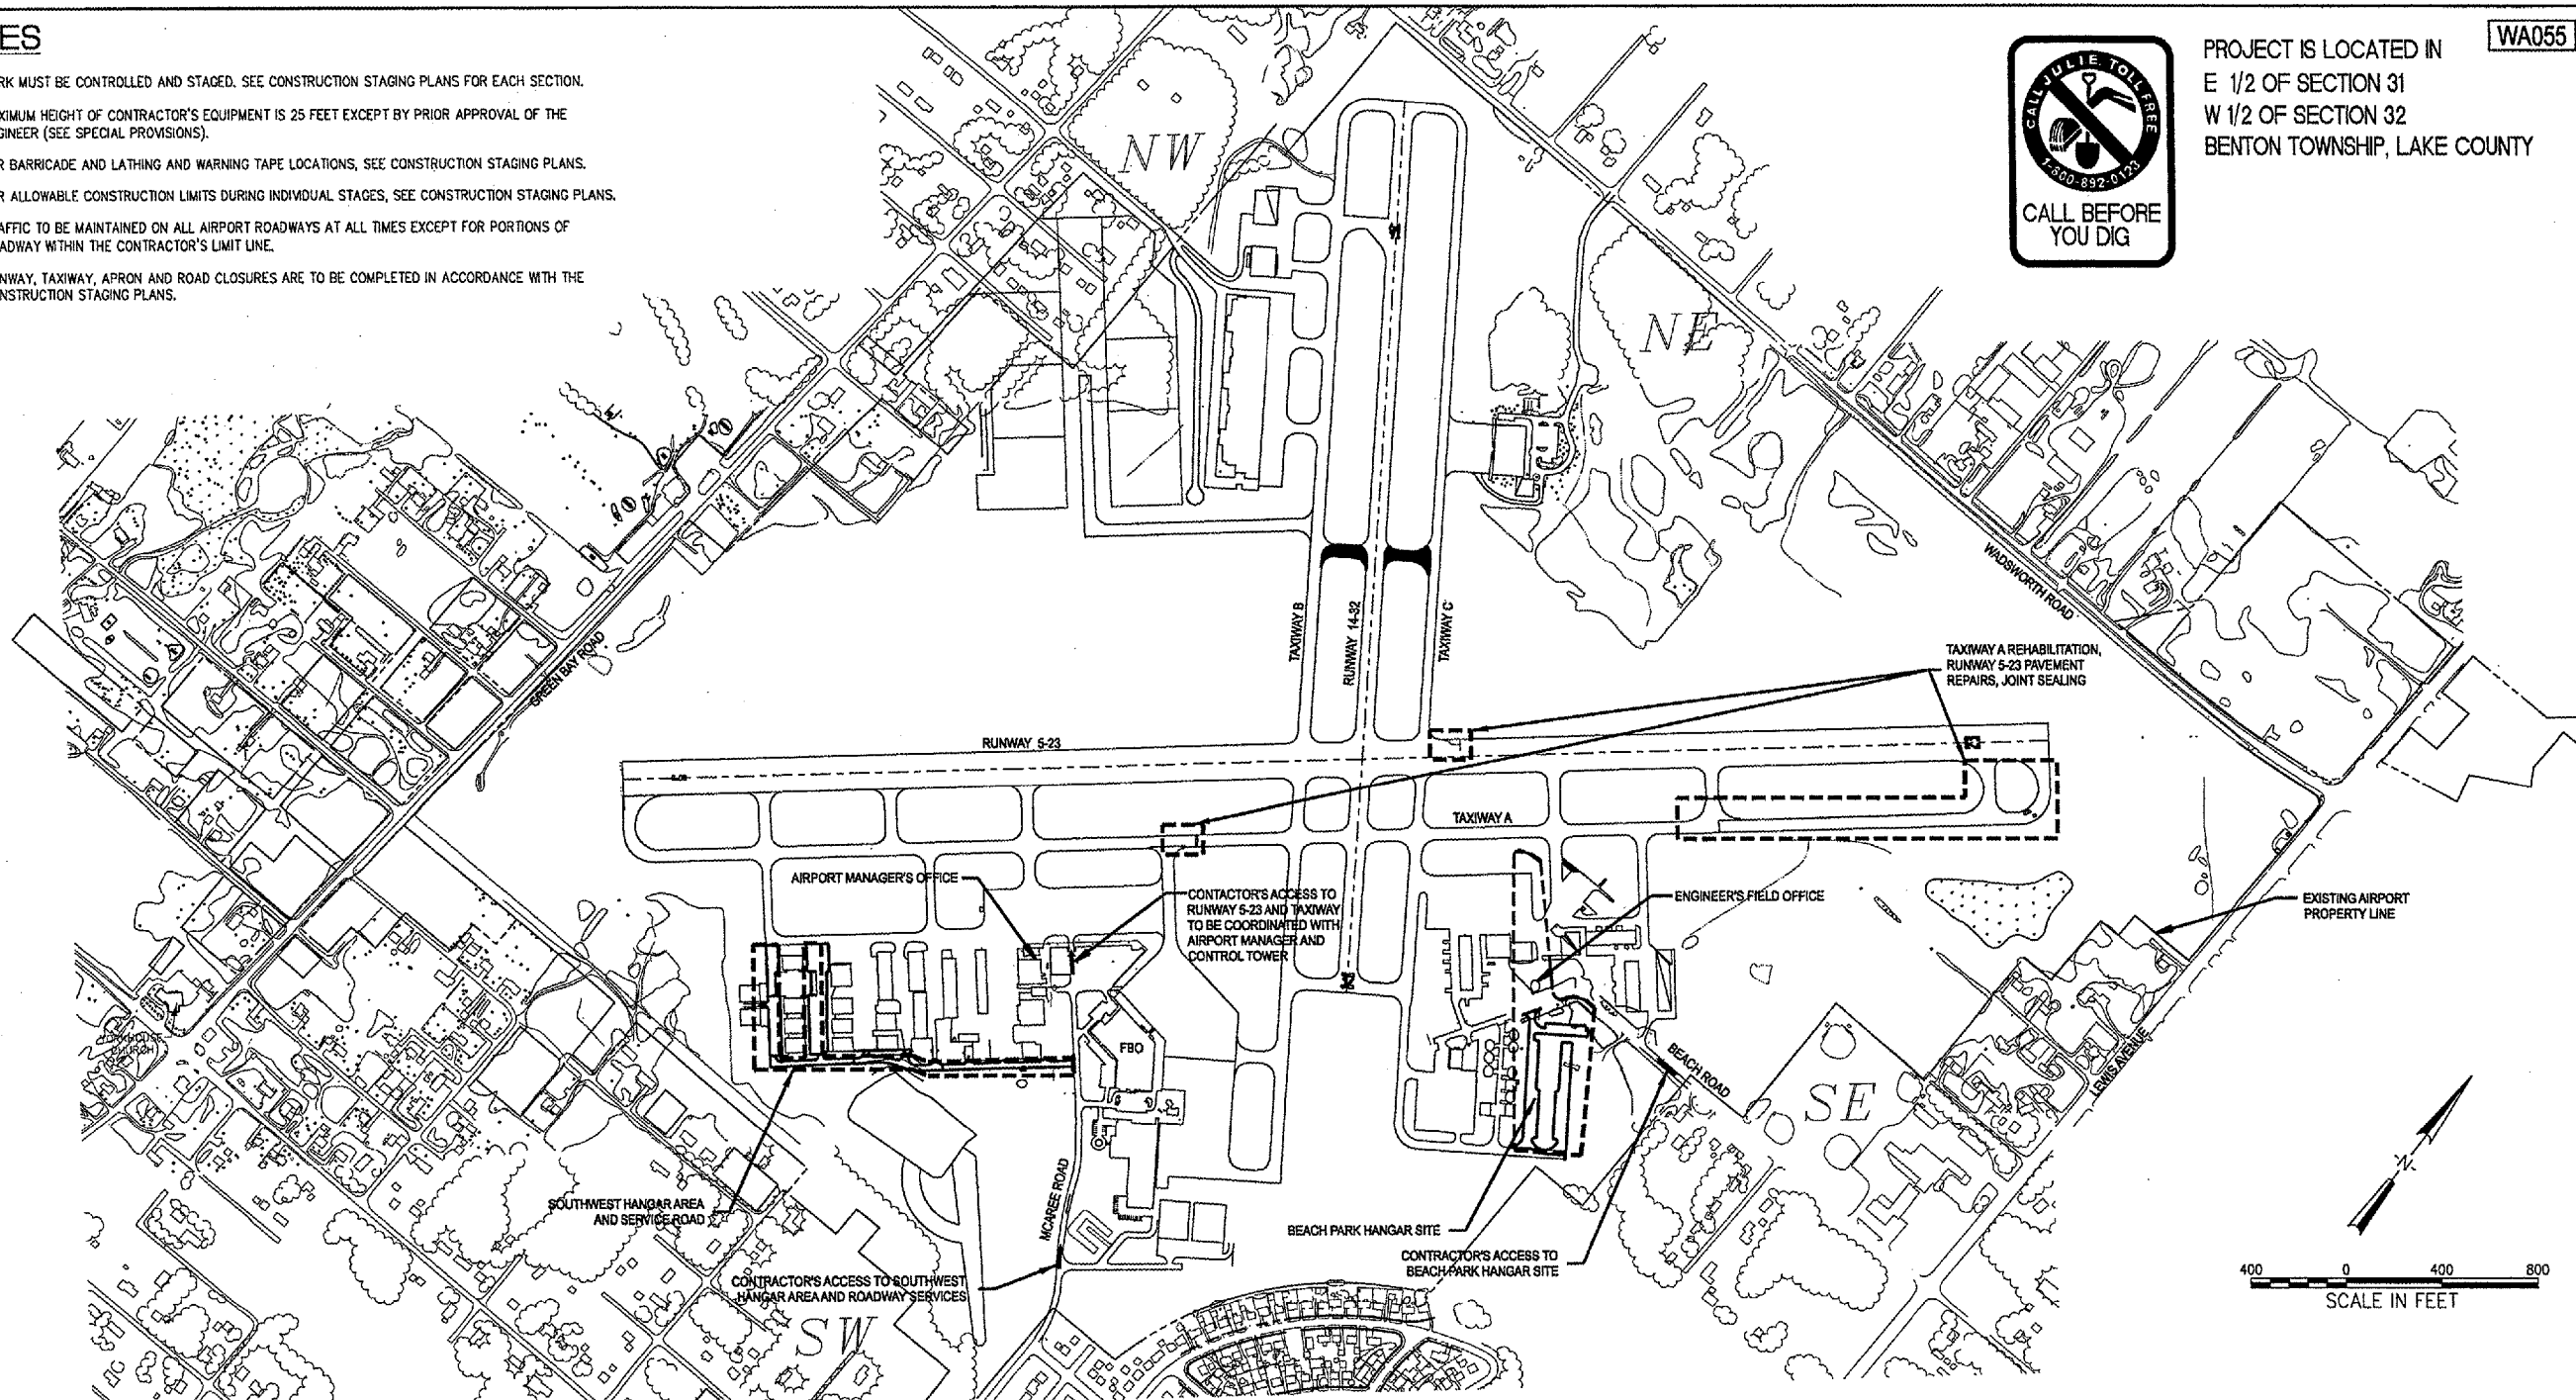 ES
RK MUST BE CONTROLLED AND STAGED. SEE CONSTRUCTION STAGING PLANS FOR EACH SECTION.
XIMUM HEIGHT OF CONTRACTOR'S EQUIPMENT IS 25 FEET EXCEPT BY PRIOR APPROVAL OF THE
GINEER (SEE SPECIAL PROVISIONS).
R BARRICADE AND LATHING AND WARNING TAPE LOCATIONS, SEE CONSTRUCTION STAGING PLANS.
R ALLOWABLE CONSTRUCTION LIMITS DURING INDIVIDUAL STAGES, SEE CONSTRUCTION STAGING PLANS.
AFFIC TO BE MAINTAINED ON ALL AIRPORT ROADWAYS AT ALL TIMES EXCEPT FOR PORTIONS OF
ADWAY WITHIN THE CONTRACTOR'S LIMIT LINE.
NWAY, TAXIWAY, APRON AND ROAD CLOSURES ARE TO BE COMPLETED IN ACCORDANCE WITH THE
NSTRUCTION STAGING PLANS.
CALL JULIE TOLL FREE
1-800-892-0123
CALL BEFORE
YOU DIG
PROJECT IS LOCATED IN
E 1/2 OF SECTION 31
W 1/2 OF SECTION 32
BENTON TOWNSHIP, LAKE COUNTY
WA055
NW
NE
WADSWORTH ROAD
GREEN BAY ROAD
TAXIWAY B
RUNWAY 14-32
TAXIWAY C
TAXIWAY A REHABILITATION,
RUNWAY 5-23 PAVEMENT
REPAIRS, JOINT SEALING
RUNWAY 5-23
23
TAXIWAY A
AIRPORT MANAGER'S OFFICE
CONTACTOR'S ACCESS TO
RUNWAY 5-23 AND TAXIWAY
TO BE COORDINATED WITH
AIRPORT MANAGER AND
CONTROL TOWER
ENGINEER'S FIELD OFFICE
EXISTING AIRPORT
PROPERTY LINE
32
CHURCH
FBO
BEACH ROAD
SE
LEWIS AVENUE
MCAREE ROAD
SOUTHWEST HANGAR AREA
AND SERVICE ROAD
BEACH PARK HANGAR SITE
CONTRACTOR'S ACCESS TO
BEACH PARK HANGAR SITE
CONTRACTOR'S ACCESS TO SOUTHWEST
HANGAR AREA AND ROADWAY SERVICES
SW
N
400 0 400 800
SCALE IN FEET